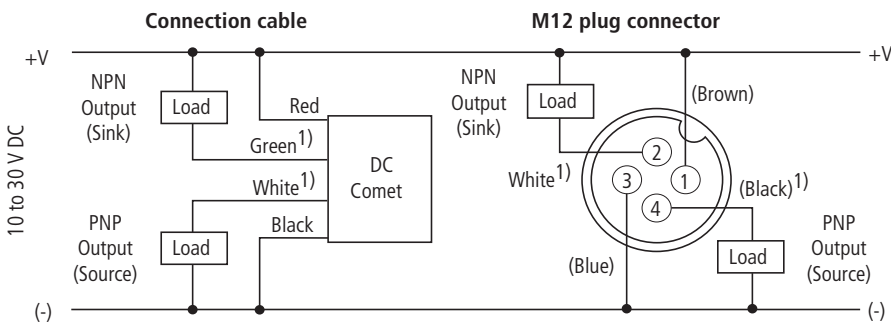 Connection cable
M12 plug connector
+V
+V
10 to 30 V DC
NPN
Output
(Sink)
Load
Red
Green1)
White1)
Black
DC
Comet
PNP
Output
(Source)
Load
(-)
NPN
Output
(Sink)
Load
(Brown)
White1)
2
3
1
4
(Black)1)
(Blue)
Load
PNP
Output
(Source)
(-)